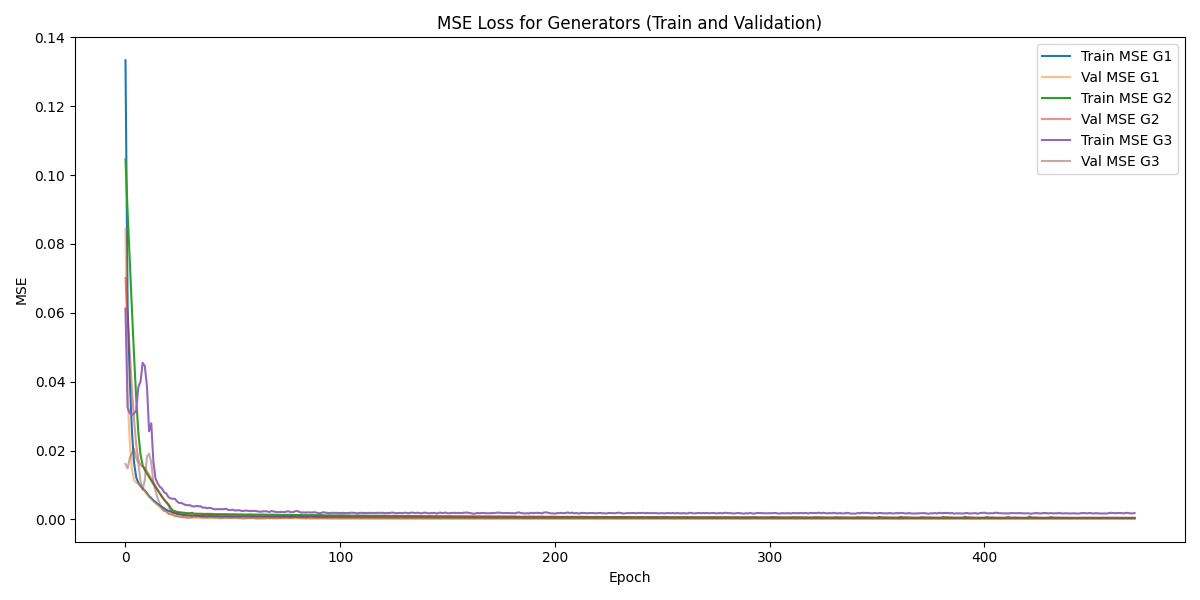 MSE Loss for Generators (Train and Validation)
0.14
0.12
0.10
0.08
0.06
0.04
0.02
0.00
MSE
0
100
200
300
400
Epoch
Train MSE G1
Val MSE G1
Train MSE G2
Val MSE G2
Train MSE G3
Val MSE G3